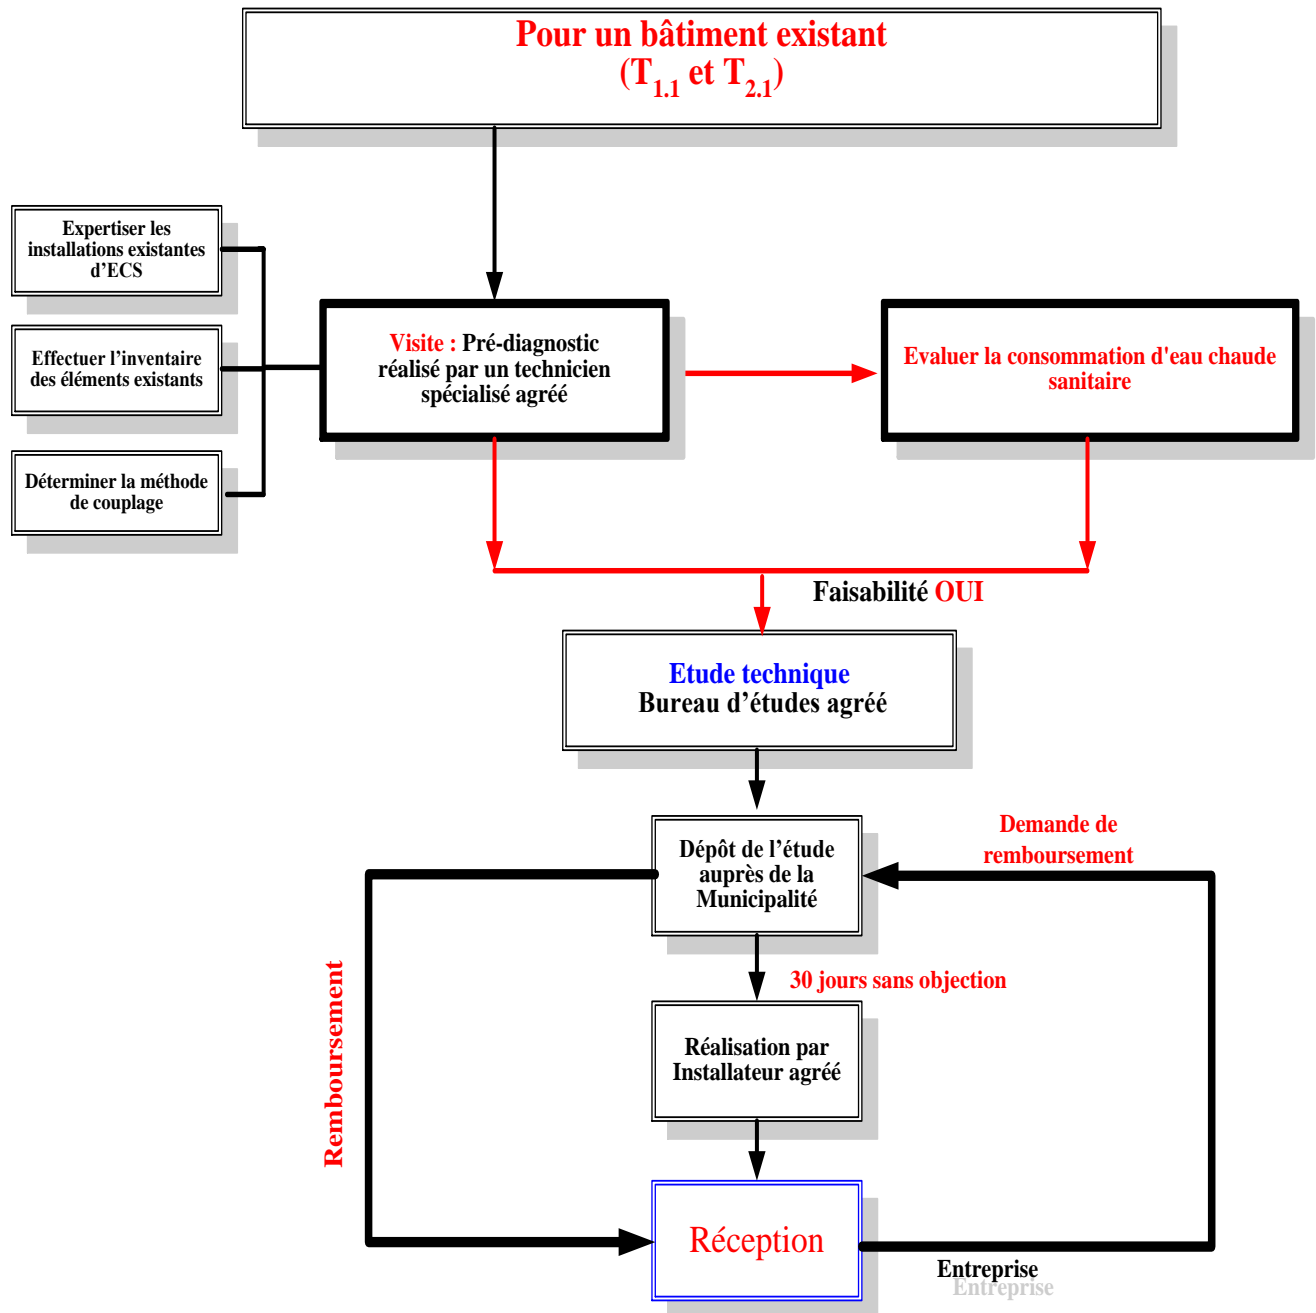 Pour un bâtiment existant
(T1.1 et T2.1)
Expertiser les
installations existantes
d’ECS
Effectuer l’inventaire
des éléments existants
Déterminer la méthode
de couplage
Visite : Pré-diagnostic
réalisé par un technicien
spécialisé agréé
Evaluer la consommation d'eau chaude
sanitaire
Faisabilité OUI
Etude technique
Bureau d’études agréé
Dépôt de l’étude
auprès de la
Municipalité
Demande de
remboursement
30 jours sans objection
Remboursement
Réalisation par
Installateur agréé
Réception
Entreprise
Entreprise